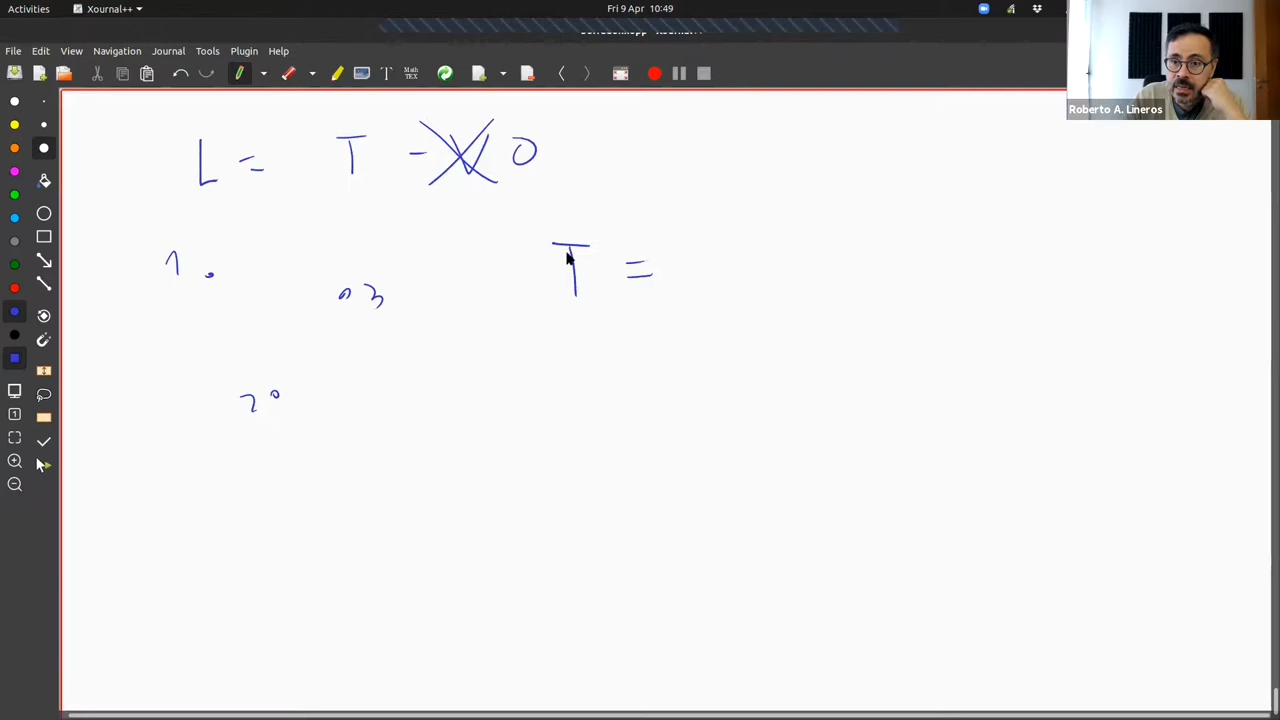 Activities Xournal++ Fri 9 Apr 10:49
File Edit View Navigation Journal Tools Plugin Help
Roberto A. Lineros
L = T - V 0
1 .
T =
. 3
2 .